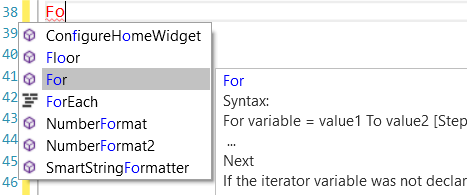 38 Fo
39 ConfigureHomeWidget
40 Floor
41 For
42 ForEach
43 NumberFormat
44 NumberFormat2
45 SmartStringFormatter
46
For
Syntax:
For variable = value1 To value2 [Step
...
Next
If the iterator variable was not declar